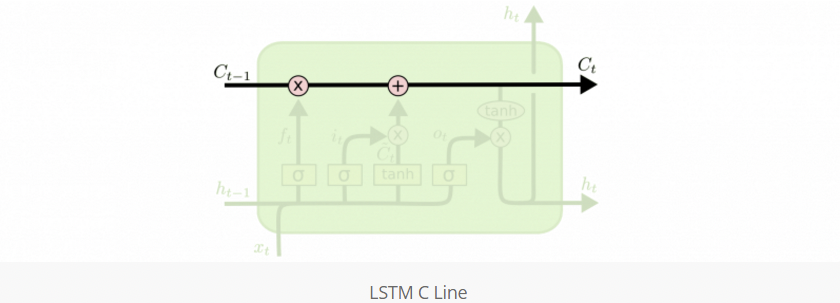 h_t
C_{t-1}
C_t
x
+
tanh
f_t
i_t
x
o_t
x
C̃_t
σ
σ
tanh
σ
h_{t-1}
h_t
x_t
LSTM C Line